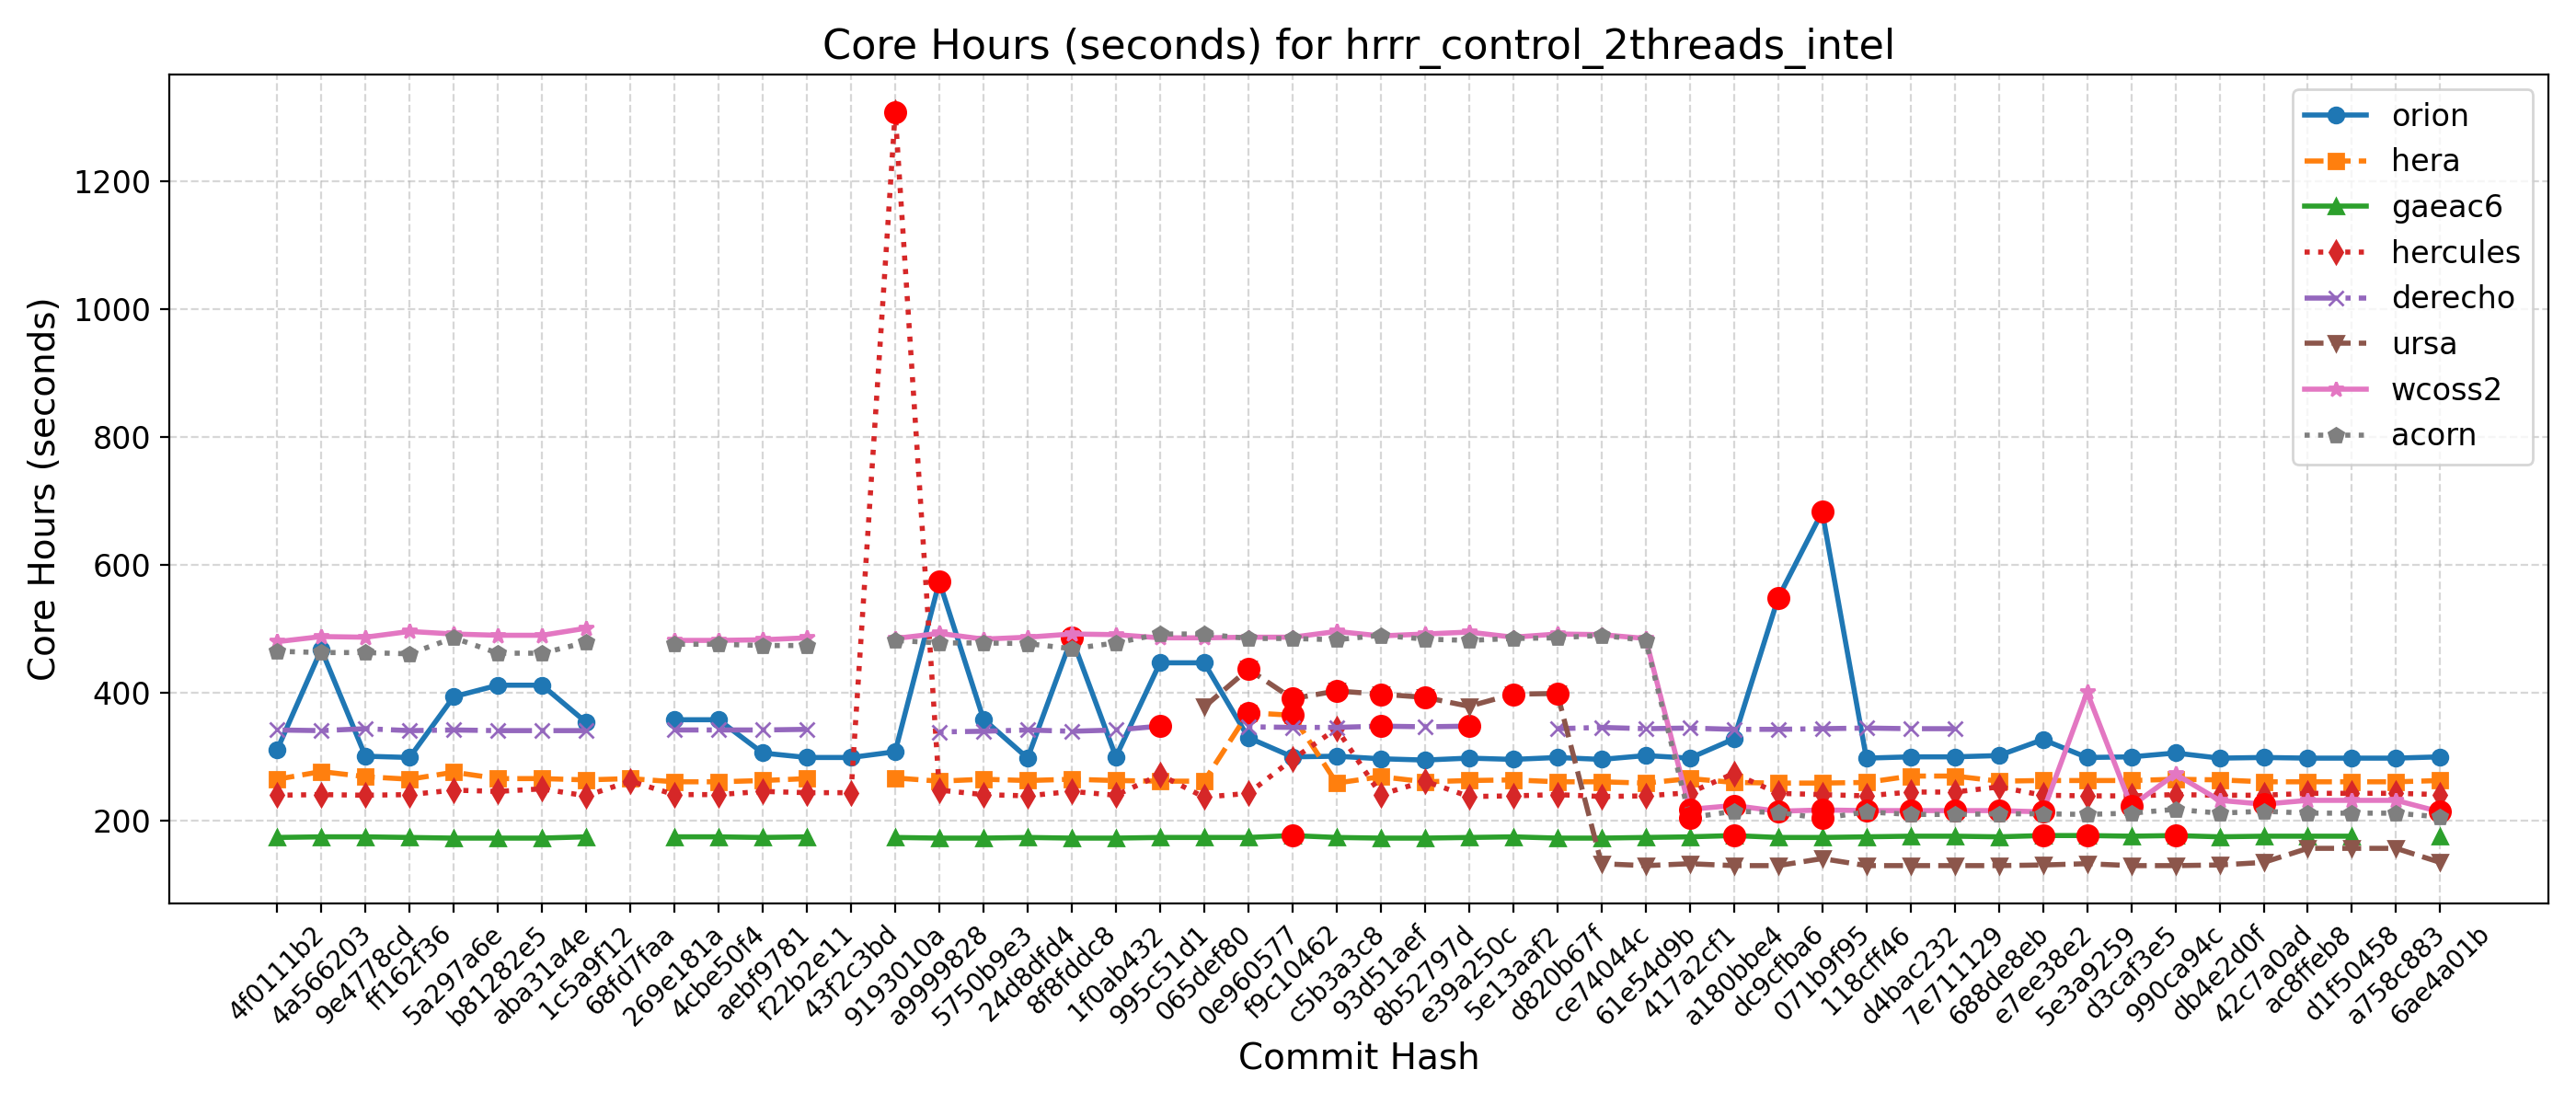 Core Hours (seconds) for hrrr_control_2threads_intel
Core Hours (seconds)
1200
1000
800
600
400
200
orion
hera
gaeac6
hercules
derecho
ursa
wcoss2
acorn
4f0111b2
4a566203
9e4778cd
ff162f36
5a297a6e
b81282e5
aba31a4e
1c5a9f12
68fd7faa
269e181a
4cbe50f4
aebf9781
f22b2e11
43f2c3bd
9193010a
a9999828
5750b9e3
24d8dfd4
8f8fddc8
1f0ab432
995c51d1
065def80
0e960577
f9c10462
c5b3a3c8
93d51aef
8b52797d
e39a250c
5e13aaf2
d820b67f
ce74044c
61e54d9b
417a2cf1
a180bbe4
dc9cfba6
071b9f95
118cff46
d4bac232
7e711129
688de8eb
e7ee38e2
5e3a9259
d3caf3e5
990ca94c
db4e2d0f
42c7a0ad
ac8ffeb8
d1f50458
a758c883
6ae4a01b
Commit Hash